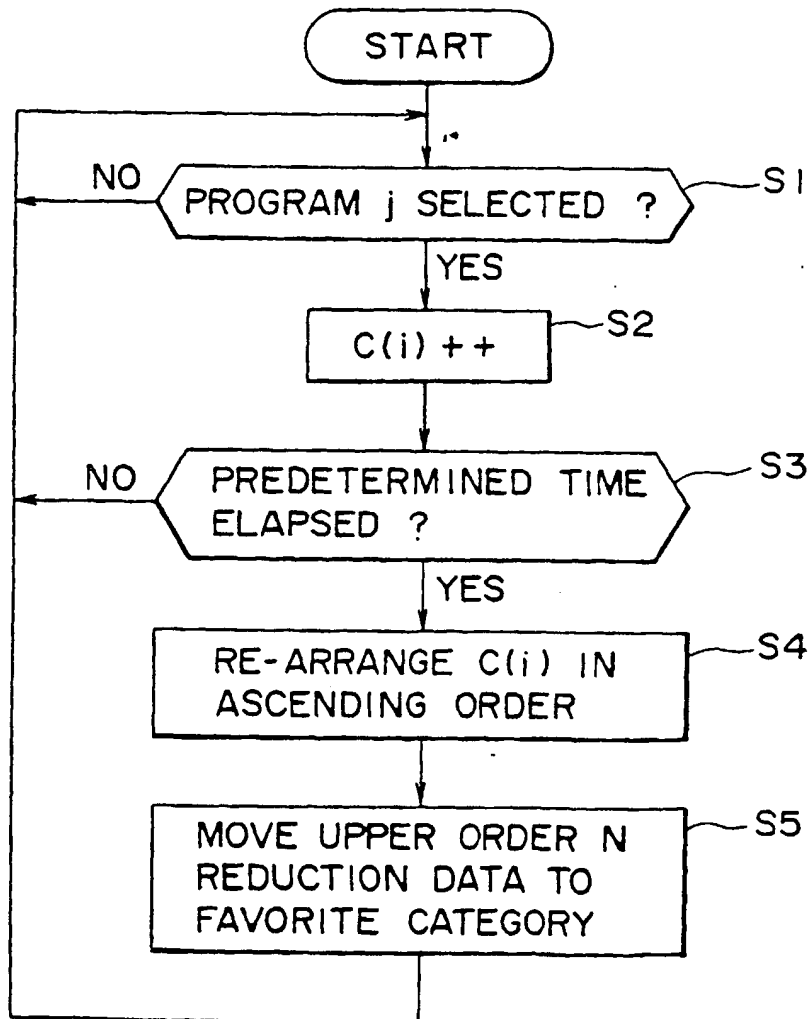 START
NO
PROGRAM j SELECTED ?
S1
YES
C(i)++
S2
NO
PREDETERMINED TIME
ELAPSED ?
S3
YES
RE-ARRANGE C(i) IN
ASCENDING ORDER
S4
MOVE UPPER ORDER N
REDUCTION DATA TO
FAVORITE CATEGORY
S5